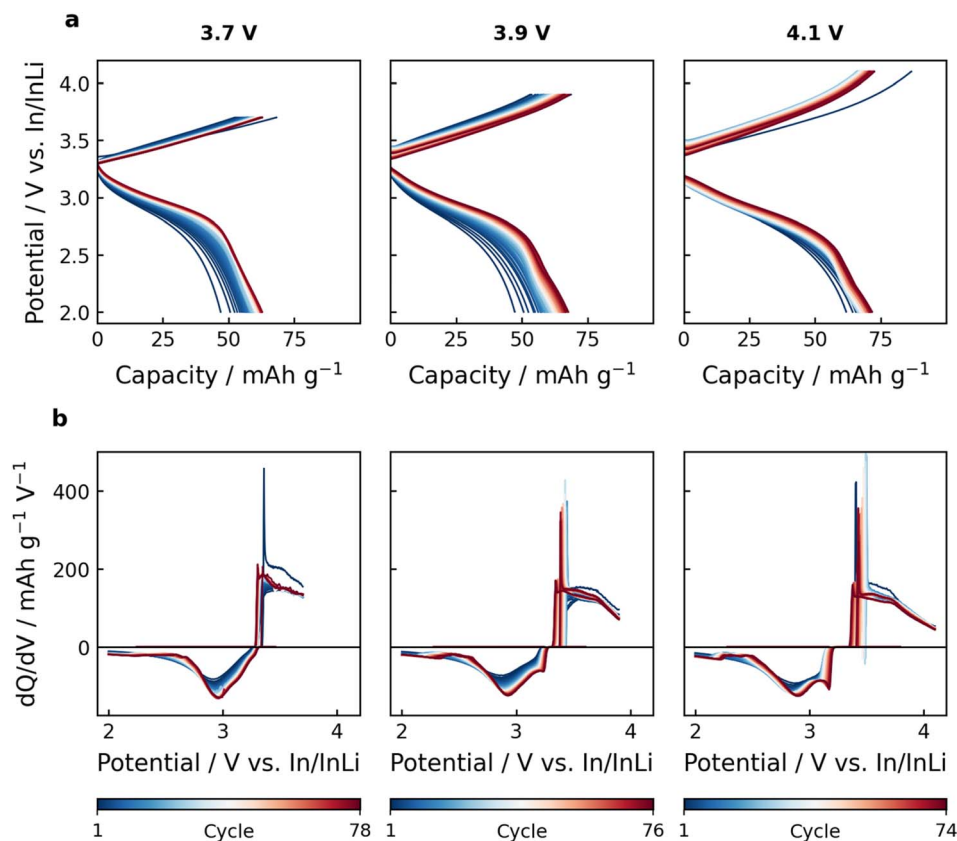 a
3.7 V 3.9 V 4.1 V
Potential / V vs. In/InLi
4.0
3.5
3.0
2.5
2.0
0 25 50 75 0 25 50 75 0 25 50 75
Capacity / mAh g⁻¹ Capacity / mAh g⁻¹ Capacity / mAh g⁻¹
b
dQ/dV / mAh g⁻¹ V⁻¹
400
200
0
2 3 4 2 3 4 2 3 4
Potential / V vs. In/InLi Potential / V vs. In/InLi Potential / V vs. In/InLi
1 Cycle 78 1 Cycle 76 1 Cycle 74